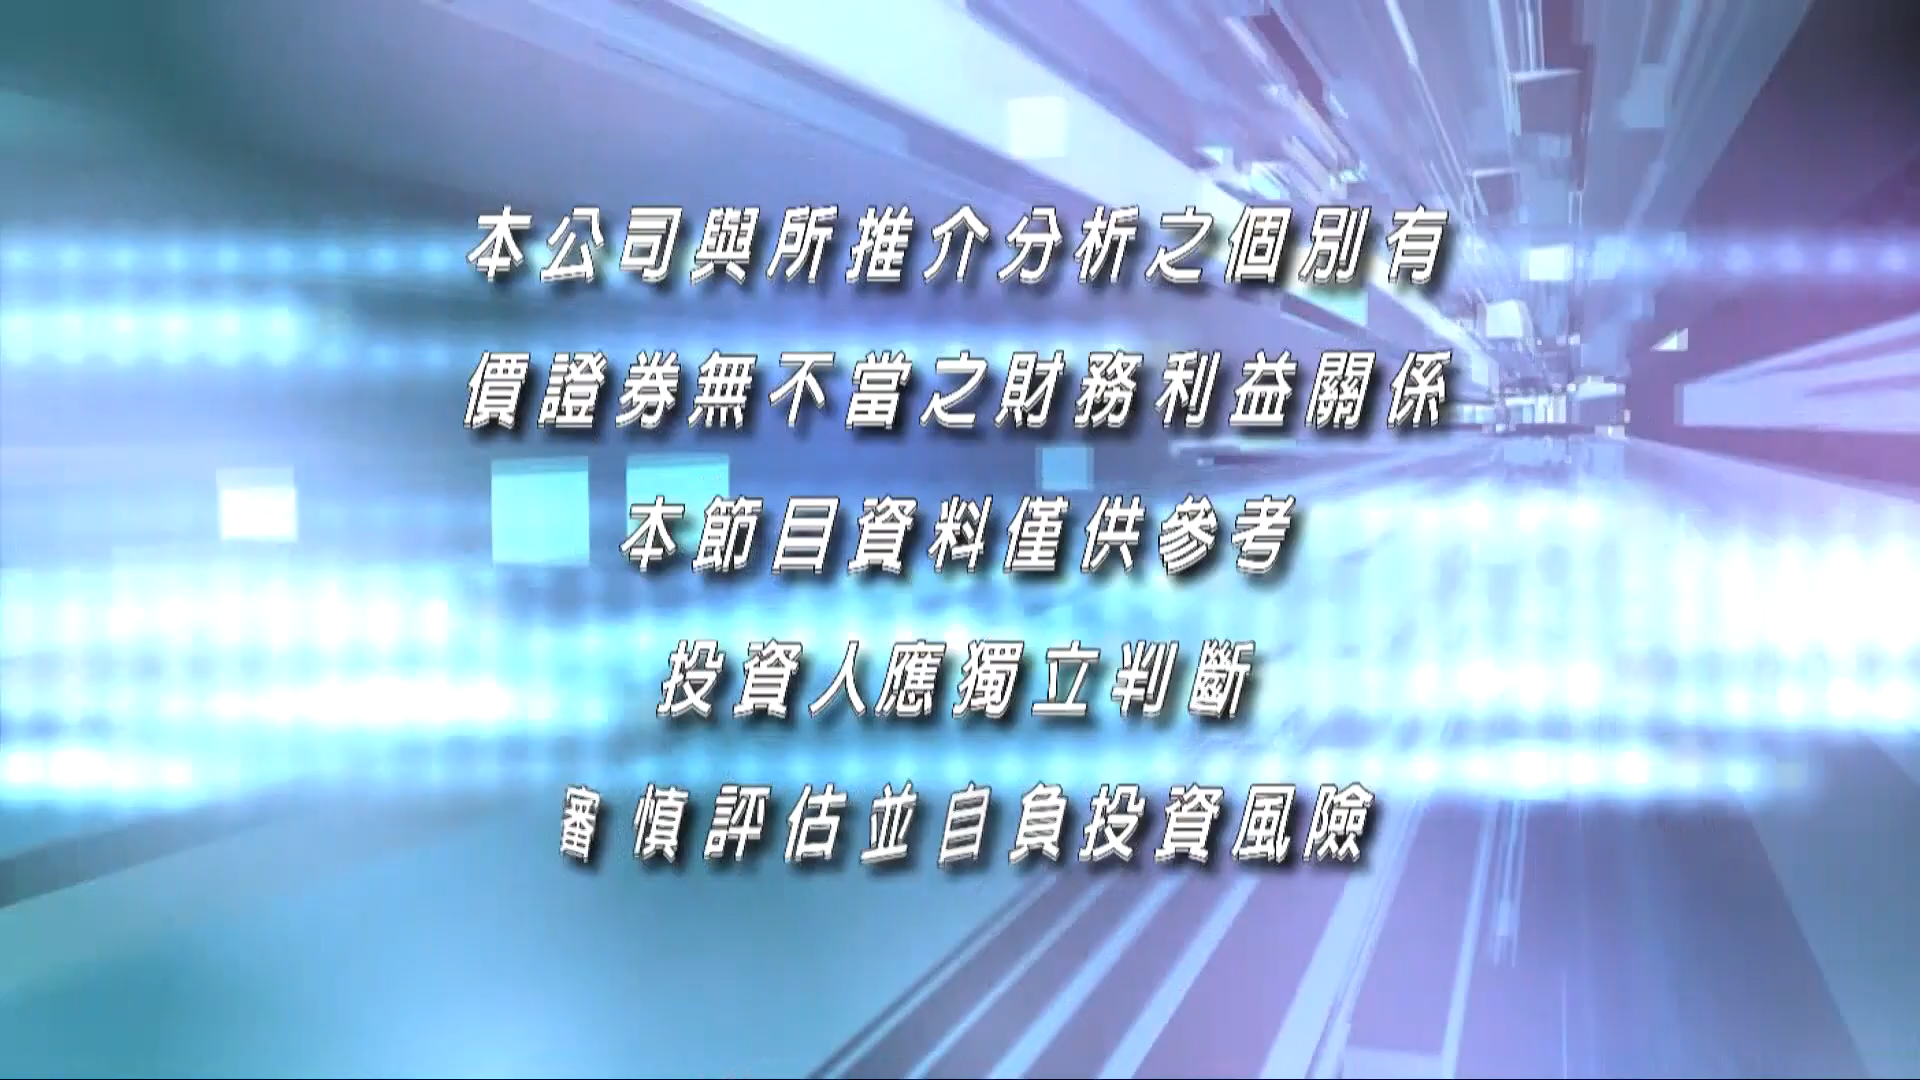 本公司與所推介分析之個別有
價證券無不當之財務利益關係
本節目資料僅供參考
投資人應獨立判斷
審慎評估並自負投資風險